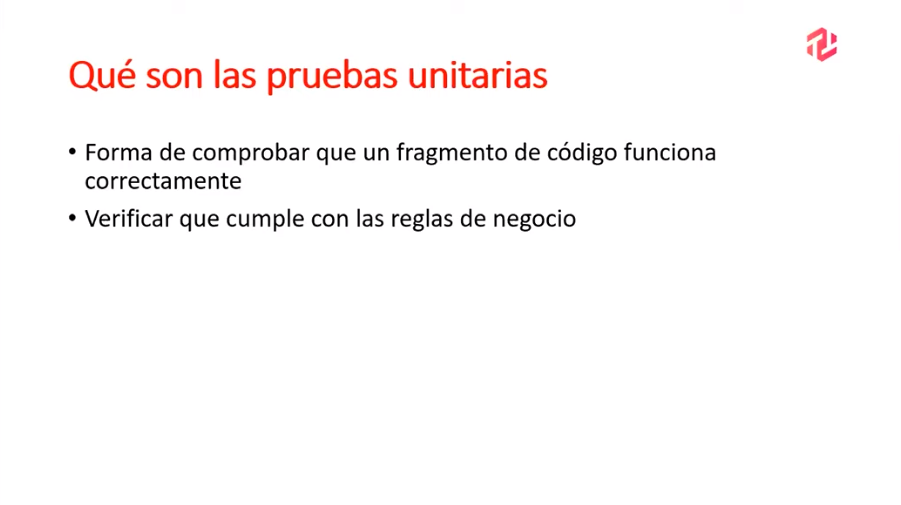 Qué son las pruebas unitarias
• Forma de comprobar que un fragmento de código funciona
correctamente
• Verificar que cumple con las reglas de negocio